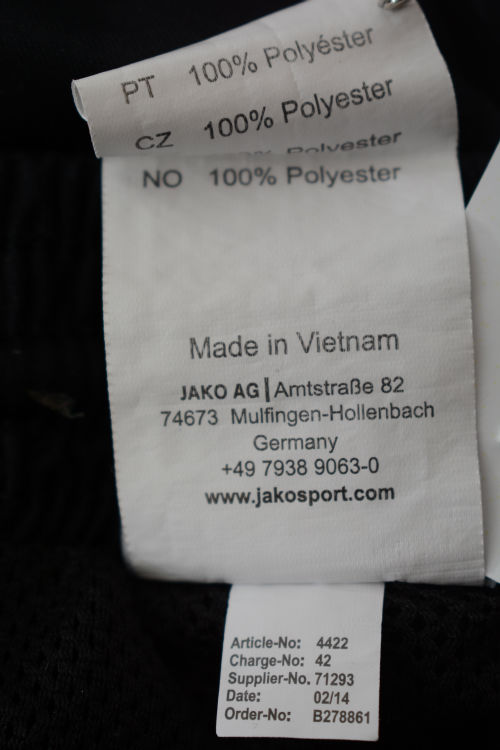 PT 100% Polyéster
CZ 100% Polyester
Polyester
NO 100% Polyester
Made in Vietnam
JAKO AG | Amtstraße 82
74673 Mulfingen-Hollenbach
Germany
+49 7938 9063-0
www.jakosport.com
Article-No: 4422
Charge-No: 42
Supplier-No. 71293
Date: 02/14
Order-No: B278861